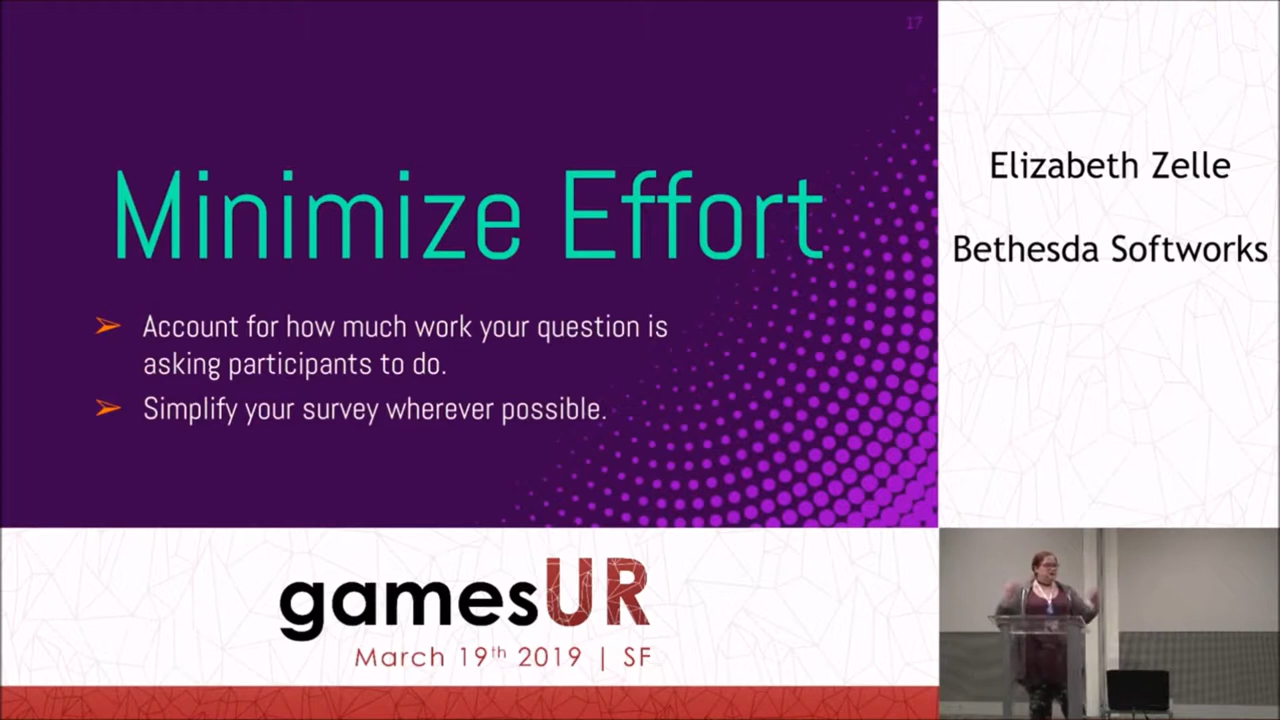 17
Minimize Effort
➢ Account for how much work your question is
asking participants to do.
➢ Simplify your survey wherever possible.
Elizabeth Zelle
Bethesda Softworks
gamesUR
March 19th 2019 | SF